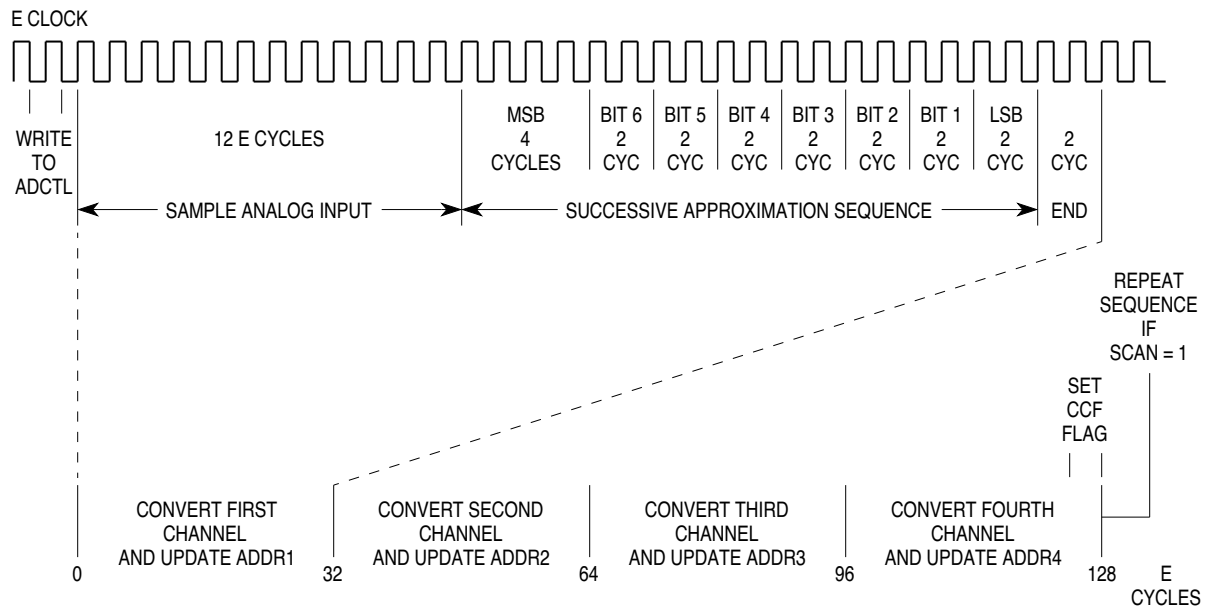 E CLOCK
WRITE
TO
ADCTL
12 E CYCLES
MSB
4
CYCLES
BIT 6
2
CYC
BIT 5
2
CYC
BIT 4
2
CYC
BIT 3
2
CYC
BIT 2
2
CYC
BIT 1
2
CYC
LSB
2
CYC
2
CYC
SAMPLE ANALOG INPUT
SUCCESSIVE APPROXIMATION SEQUENCE
END
REPEAT
SEQUENCE
IF
SCAN = 1
SET
CCF
FLAG
CONVERT FIRST
CHANNEL
AND UPDATE ADDR1
CONVERT SECOND
CHANNEL
AND UPDATE ADDR2
CONVERT THIRD
CHANNEL
AND UPDATE ADDR3
CONVERT FOURTH
CHANNEL
AND UPDATE ADDR4
0
32
64
96
128
E
CYCLES